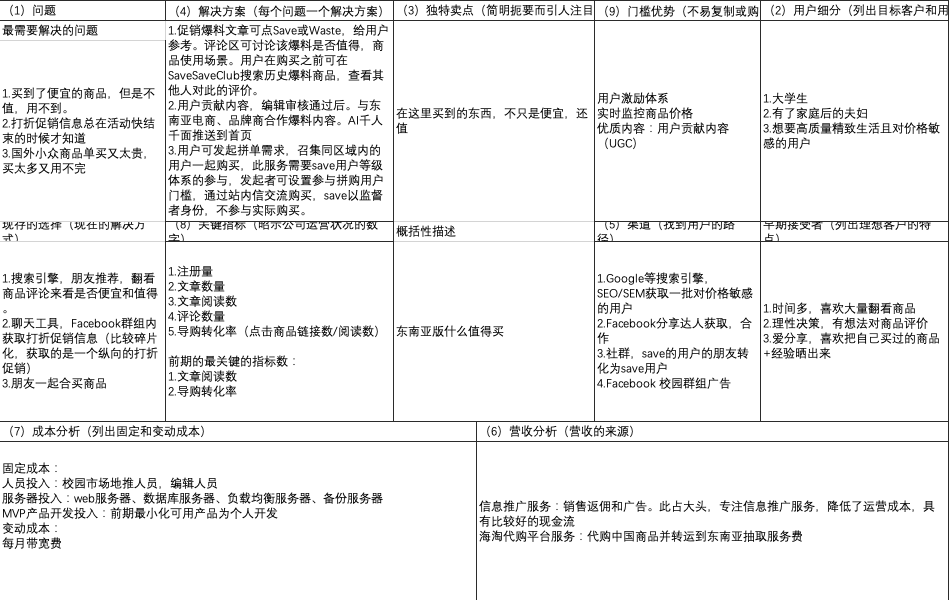 （1）问题
（4）解决方案（每个问题一个解决方案）
（3）独特卖点（简明扼要而引人注目
（9）门槛优势（不易复制或购
（2）用户细分（列出目标客户和用
最需要解决的问题
1.买到了便宜的商品，但是不
值，用不到。
2.打折促销信息总在活动快结
束的时候才知道
3.国外小众商品单买又太贵，
买太多又用不完
1.促销爆料文章可点Save或Waste，给用户
参考。评论区可讨论该爆料是否值得，商
品使用场景。用户在购买之前可在
SaveSaveClub搜索历史爆料商品，查看其
他人对此的评价。
2.用户贡献内容，编辑审核通过后。与东
南亚电商、品牌商合作爆料内容。AI千人
千面推送到首页
3.用户可发起拼单需求，召集同区域内的
用户一起购买，此服务需要save用户等级
体系的参与，发起者可设置参与拼购用户
门槛，通过站内信交流购买，save以监督
者身份，不参与实际购买。
在这里买到的东西，不只是便宜，还
值
用户激励体系
实时监控商品价格
优质内容：用户贡献内容
（UGC）
1.大学生
2.有了家庭后的夫妇
3.想要高质量精致生活且对价格敏
感的用户
现存的选择（现在的解决方
式）
（8）关键指标（昭示公司运营状况的数
字）
概括性描述
（5）渠道（找到用户的路
径）
早期接受者（列出理想客户的特
点）
1.搜索引擎，朋友推荐，翻看
商品评论来看是否便宜和值得
。
2.聊天工具，Facebook群组内
获取打折促销信息（比较碎片
化，获取的是一个纵向的打折
促销）
3.朋友一起合买商品
1.注册量
2.文章数量
3.文章阅读数
4.评论数量
5.导购转化率（点击商品链接数/阅读数）
前期的最关键的指标数：
1.文章阅读数
2.导购转化率
东南亚版什么值得买
1.Google等搜索引擎，
SEO/SEM获取一批对价格敏感
的用户
2.Facebook分享达人获取，合
作
3.社群，save的用户的朋友转
化为save用户
4.Facebook 校园群组广告
1.时间多，喜欢大量翻看商品
2.理性决策，有想法对商品评价
3.爱分享，喜欢把自己买过的商品
+经验晒出来
（7）成本分析（列出固定和变动成本）
（6）营收分析（营收的来源）
固定成本：
人员投入：校园市场地推人员，编辑人员
服务器投入：web服务器、数据库服务器、负载均衡服务器、备份服务器
MVP产品开发投入：前期最小化可用产品为个人开发
变动成本：
每月带宽费
信息推广服务：销售返佣和广告。此占大头，专注信息推广服务，降低了运营成本，具
有比较好的现金流
海淘代购平台服务：代购中国商品并转运到东南亚抽取服务费